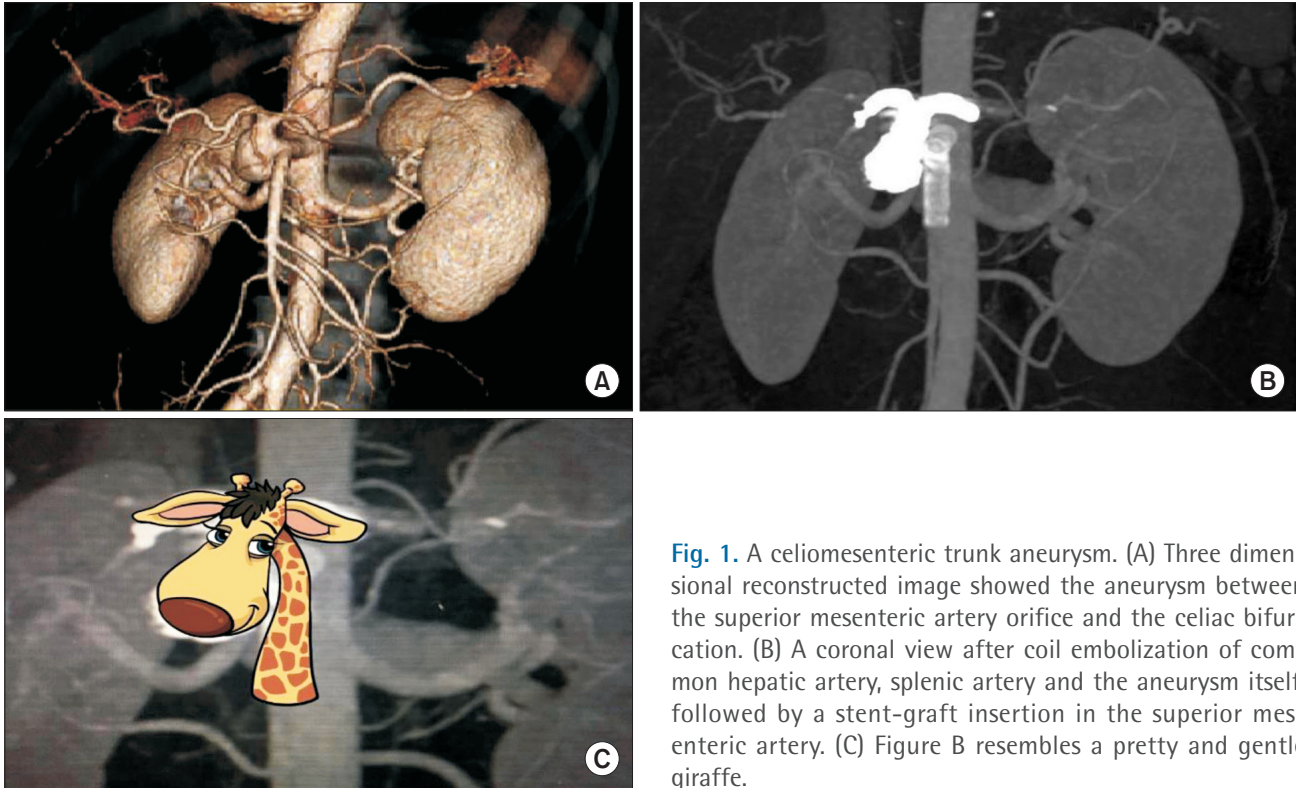 A
B
C
Fig. 1. A celiomesenteric trunk aneurysm. (A) Three dimen-
sional reconstructed image showed the aneurysm between
the superior mesenteric artery orifice and the celiac bifur-
cation. (B) A coronal view after coil embolization of com-
mon hepatic artery, splenic artery and the aneurysm itself
followed by a stent-graft insertion in the superior mes-
enteric artery. (C) Figure B resembles a pretty and gentle
giraffe.